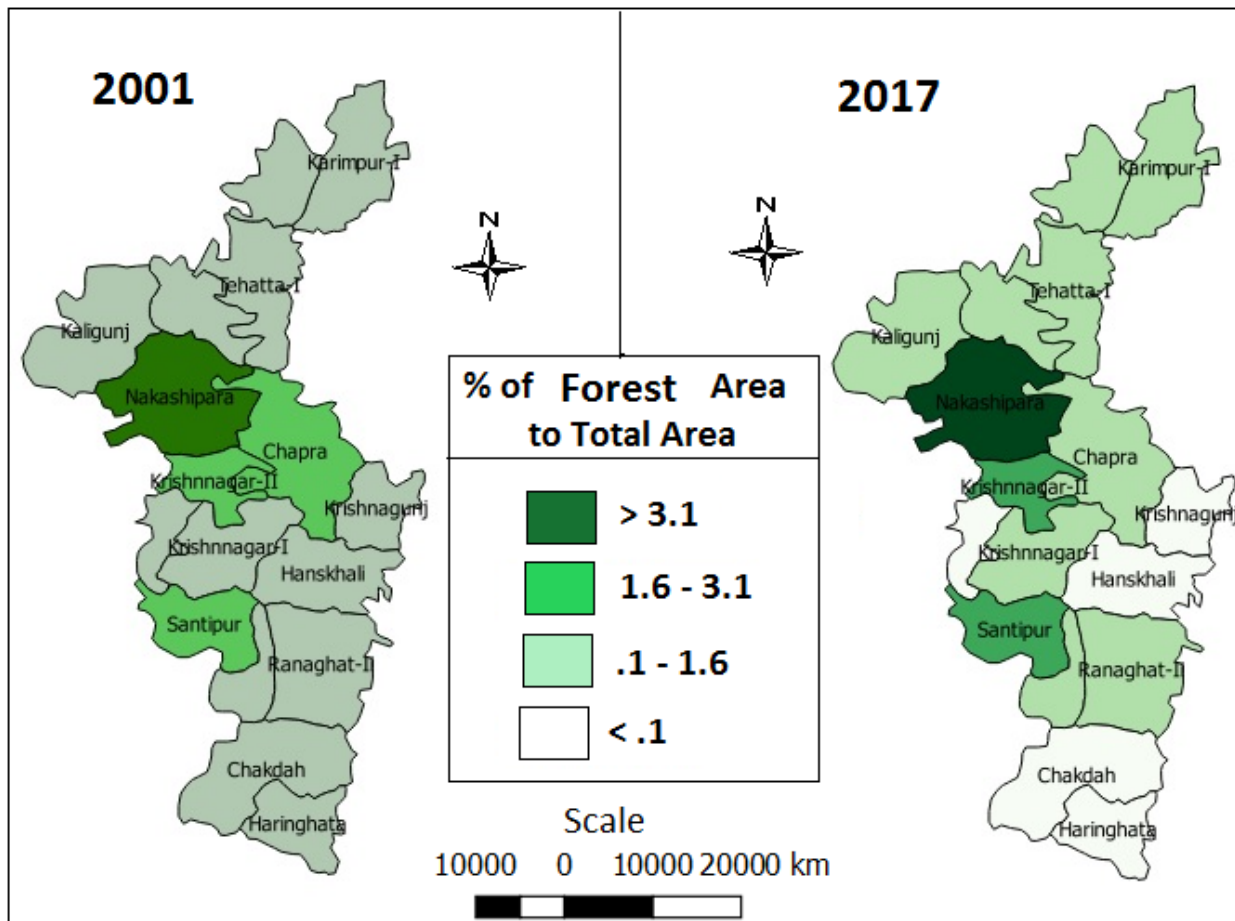 2001
Karimpur-I
Tehatta-I
Kaligunj
Nakashipara
Chapra
Krishnnagar-II
Krishnagunj
Krishnnagar-I
Hanskhali
Santipur
Ranaghat-II
Chakdah
Haringhata
N
2017
Karimpur-I
Tehatta-I
Kaligunj
Nakashipara
Chapra
Krishnnagar-II
Krishnagunj
Krishnnagar-I
Hanskhali
Santipur
Ranaghat-II
Chakdah
Haringhata
N
% of Forest Area
to Total Area
> 3.1
1.6 - 3.1
.1 - 1.6
< .1
Scale
10000 0 10000 20000 km